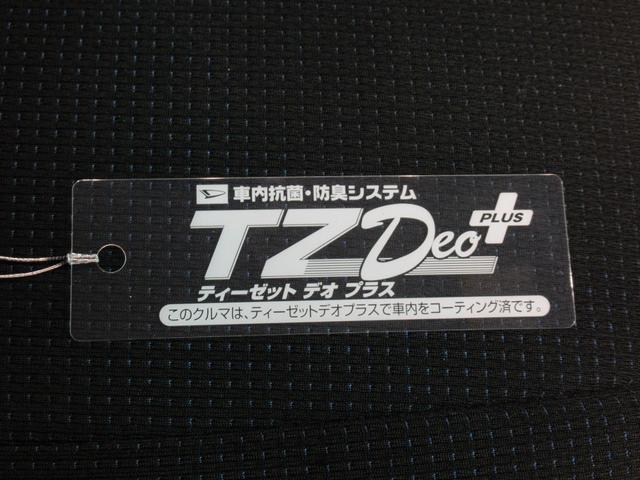 車内抗菌・防臭システム
TZ Deo PLUS
ティーゼット デオ プラス
このクルマは、ティーゼットデオプラスで車内をコーティング済です。